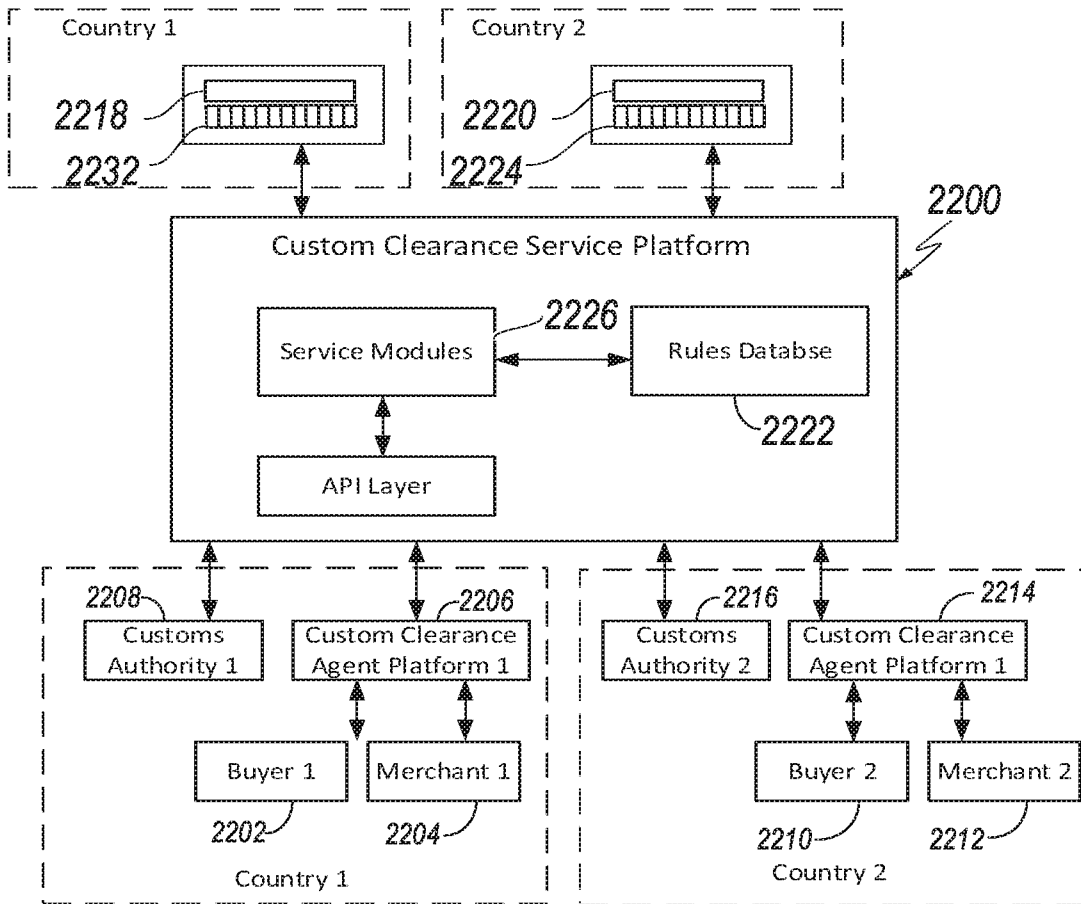 Country 1
Country 2
2218
2220
2232
2224
2200
Custom Clearance Service Platform
2226
Service Modules
Rules Databse
2222
API Layer
2208
2206
2216
2214
Customs
Authority 1
Custom Clearance
Agent Platform 1
Customs
Authority 2
Custom Clearance
Agent Platform 1
Buyer 1
Merchant 1
Buyer 2
Merchant 2
2202
2204
2210
2212
Country 1
Country 2